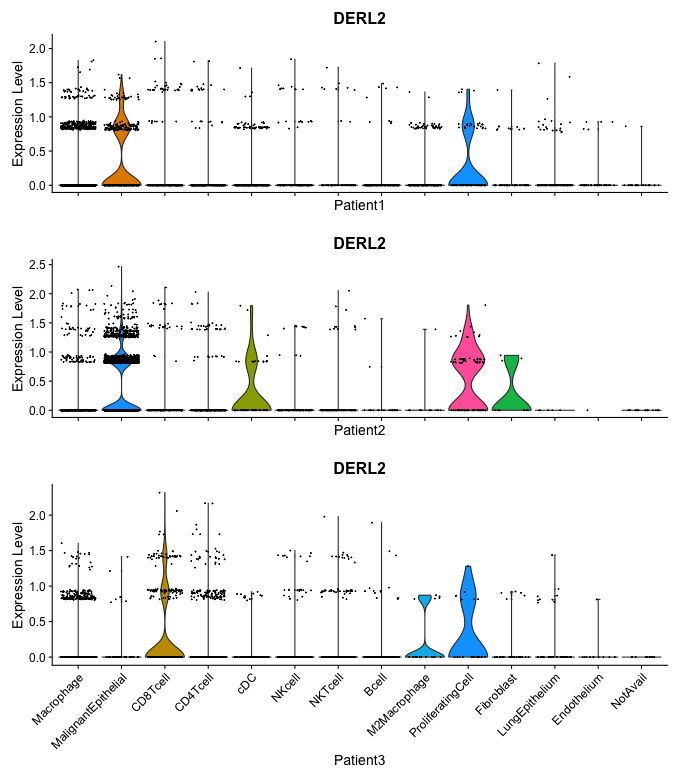 DERL2
Expression Level
2.0
1.5
1.0
0.5
0.0
Patient1
DERL2
Expression Level
2.5
2.0
1.5
1.0
0.5
0.0
Patient2
DERL2
Expression Level
2.0
1.5
1.0
0.5
0.0
Macrophage
MalignantEpithelial
CD8Tcell
CD4Tcell
cDC
NKcell
NKTcell
Bcell
M2Macrophage
ProliferatingCell
Fibroblast
LungEpithelium
Endothelium
NotAvail
Patient3